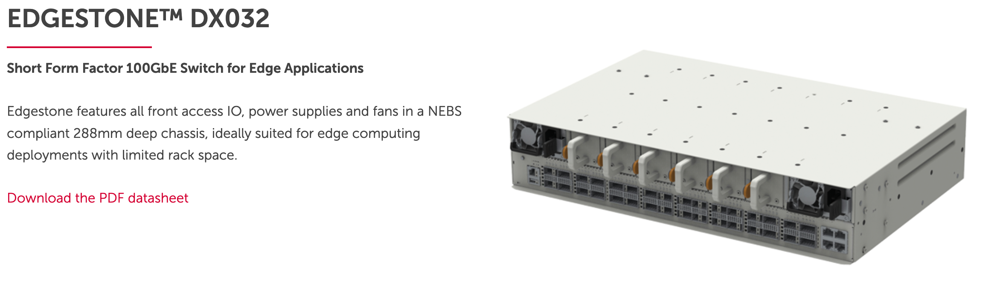 EDGESTONE™ DX032
Short Form Factor 100GbE Switch for Edge Applications
Edgestone features all front access IO, power supplies and fans in a NEBS
compliant 288mm deep chassis, ideally suited for edge computing
deployments with limited rack space.
Download the PDF datasheet